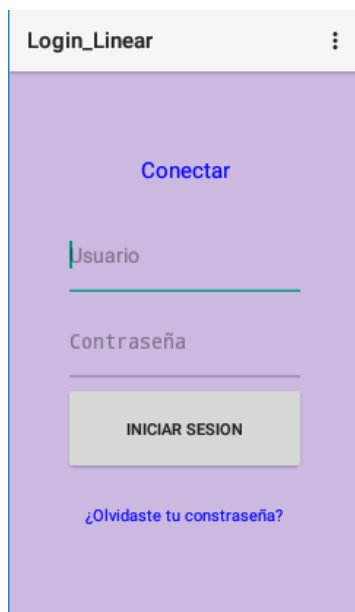 Login_Linear
Conectar
Usuario
Contraseña
INICIAR SESION
¿Olvidaste tu constraseña?